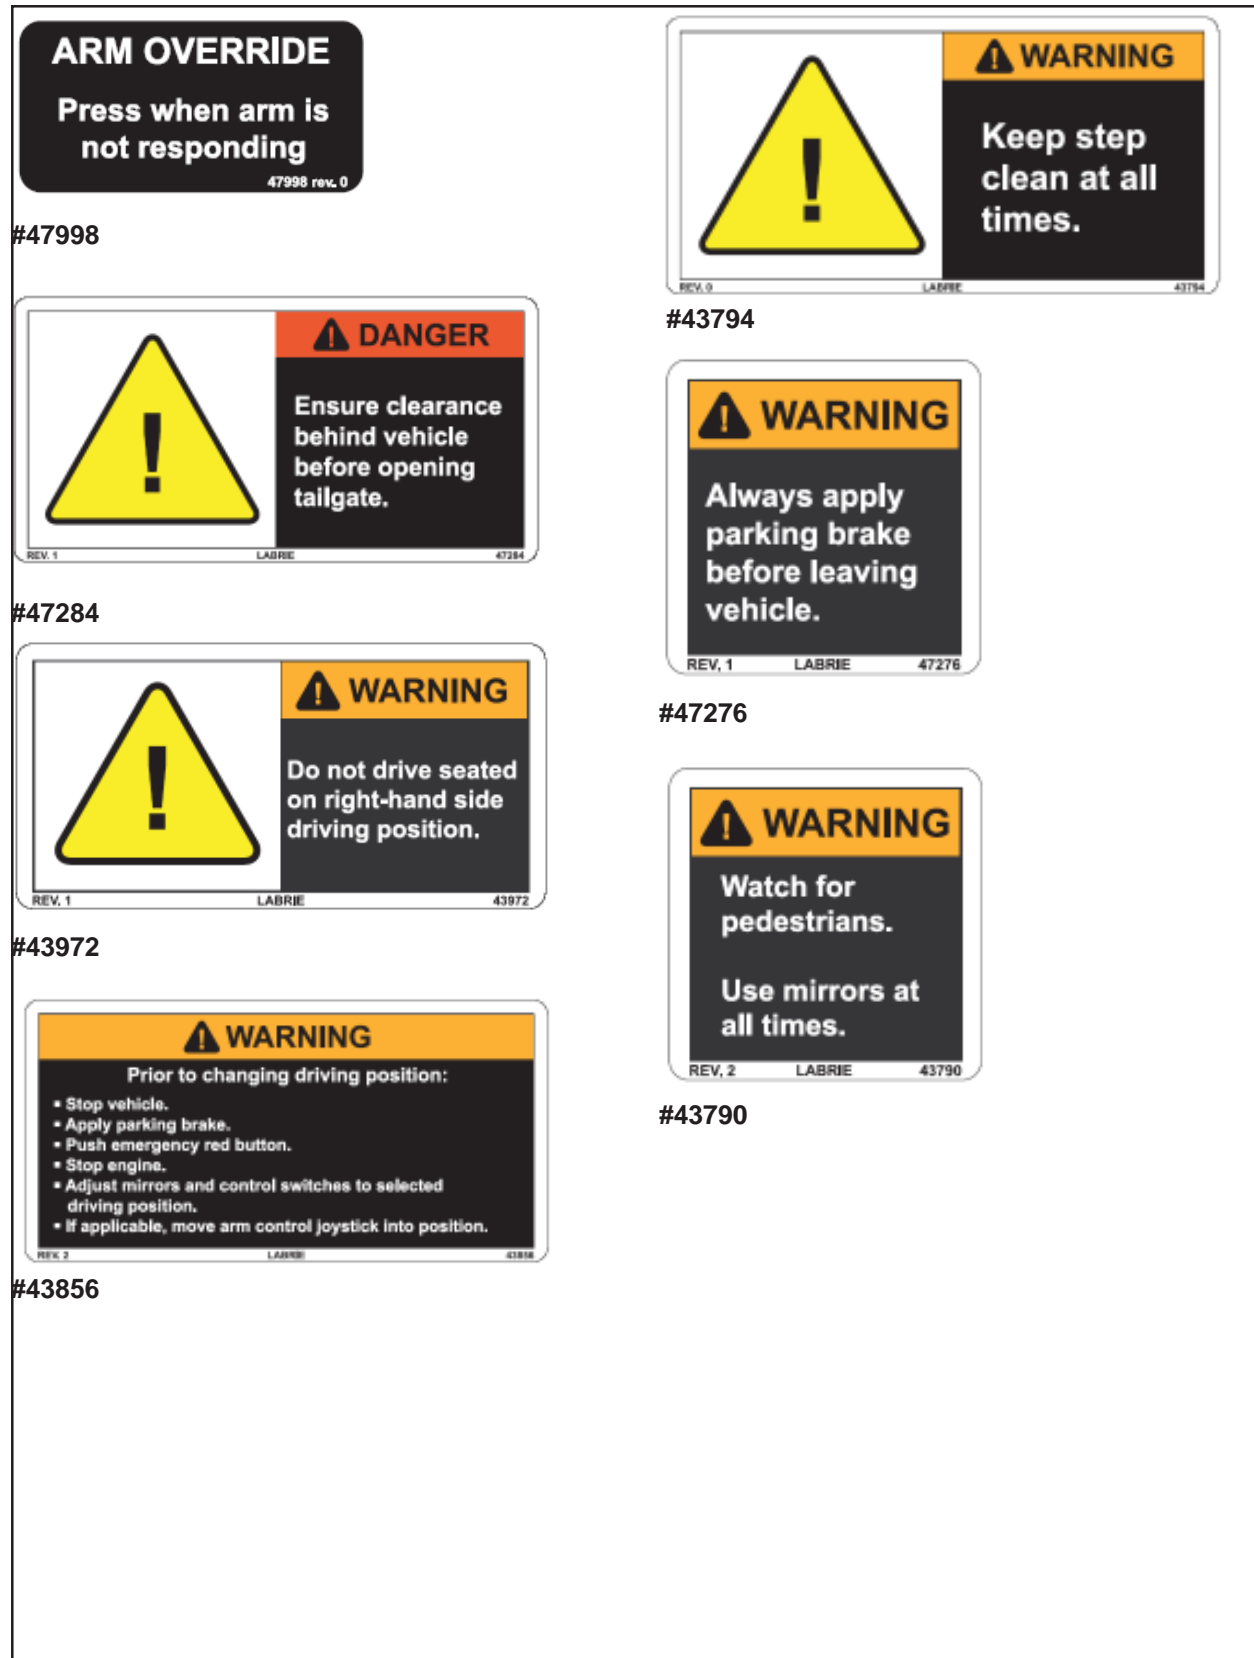 ARM OVERRIDE
Press when arm is
not responding
47998 rev. 0
#47998
DANGER
Ensure clearance
behind vehicle
before opening
tailgate.
REV. 1 LABRIE 47284
#47284
WARNING
Do not drive seated
on right-hand side
driving position.
REV. 1 LABRIE 43972
#43972
WARNING
Prior to changing driving position:
▪ Stop vehicle.
▪ Apply parking brake.
▪ Push emergency red button.
▪ Stop engine.
▪ Adjust mirrors and control switches to selected
driving position.
▪ If applicable, move arm control joystick into position.
REV. 2 LABRIE 43856
#43856
WARNING
Keep step
clean at all
times.
REV. 0 LABRIE 43794
#43794
WARNING
Always apply
parking brake
before leaving
vehicle.
REV. 1 LABRIE 47276
#47276
WARNING
Watch for
pedestrians.
Use mirrors at
all times.
REV. 2 LABRIE 43790
#43790